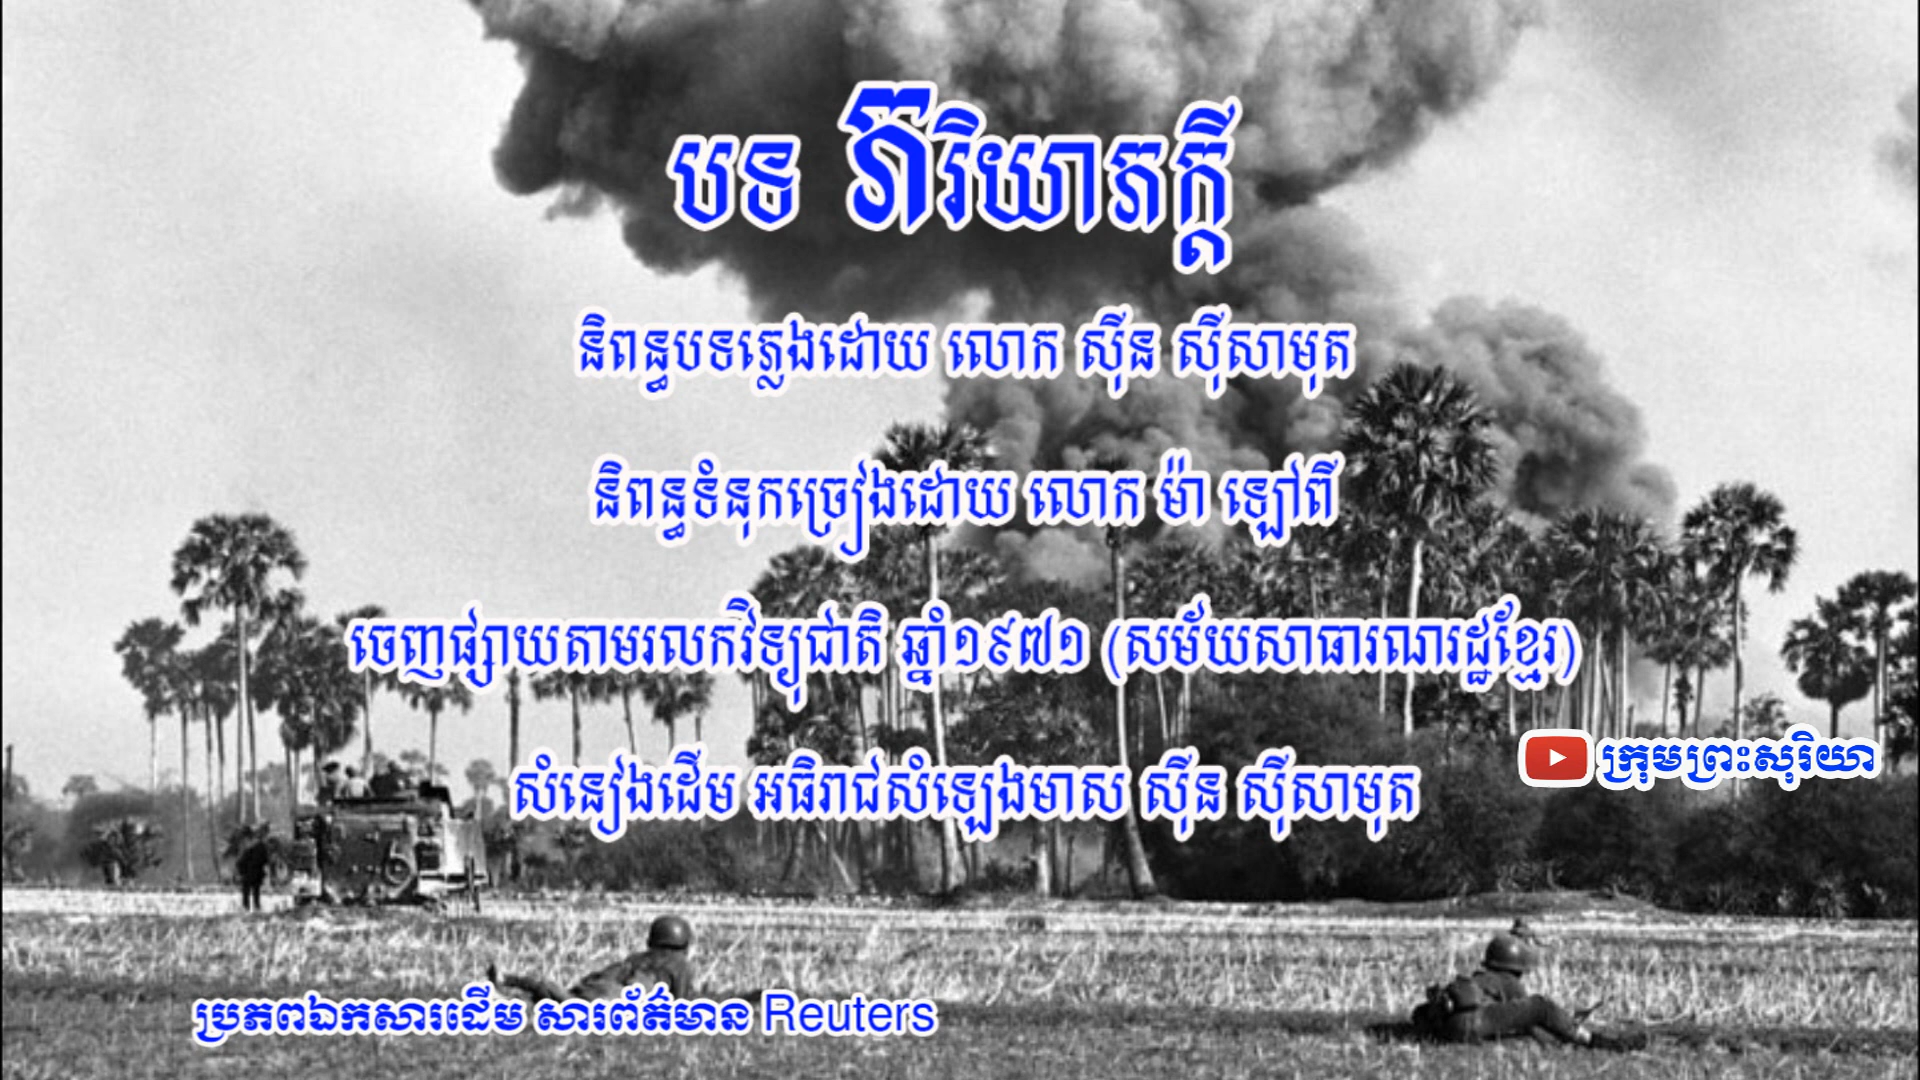 បទ ភរិយាភក្ដី
និពន្ធបទភ្លេងដោយ លោក ស៊ីន ស៊ីសាមុត
និពន្ធទំនុកច្រៀងដោយ លោក ម៉ា ឡៅពី
ចេញផ្សាយតាមរលកវិទ្យុជាតិ ឆ្នាំ១៩៧១ (សម័យសាធារណរដ្ឋខ្មែរ)
ក្រុមព្រះសុរិយា
សំនៀងដើម អធិរាជសំឡេងមាស ស៊ីន ស៊ីសាមុត
ប្រភពឯកសារដើម សារព័ត៌មាន Reuters